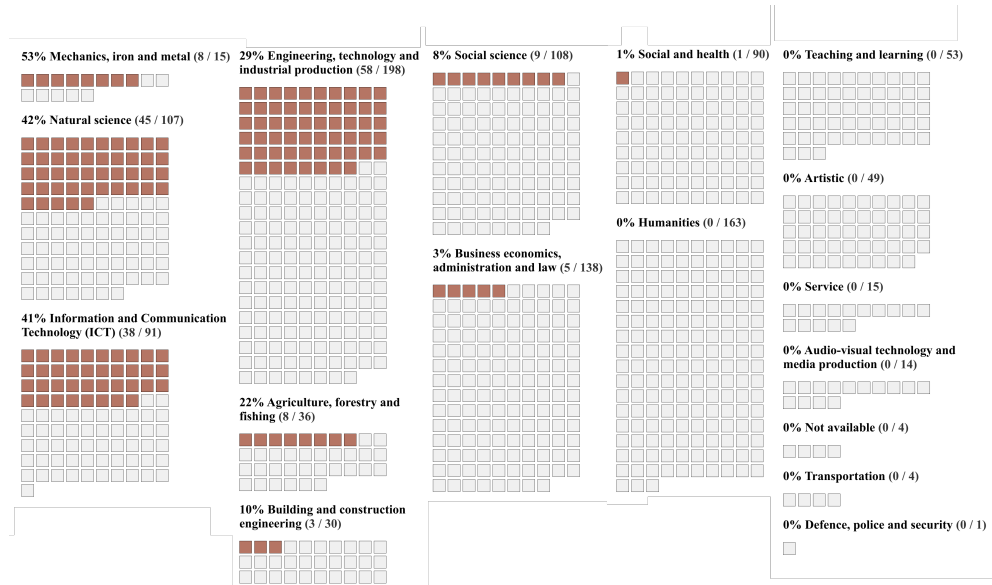 53% Mechanics, iron and metal (8 / 15)
42% Natural science (45 / 107)
41% Information and Communication
Technology (ICT) (38 / 91)
29% Engineering, technology and
industrial production (58 / 198)
22% Agriculture, forestry and
fishing (8 / 36)
10% Building and construction
engineering (3 / 30)
8% Social science (9 / 108)
3% Business economics,
administration and law (5 / 138)
1% Social and health (1 / 90)
0% Humanities (0 / 163)
0% Teaching and learning (0 / 53)
0% Artistic (0 / 49)
0% Service (0 / 15)
0% Audio-visual technology and
media production (0 / 14)
0% Not available (0 / 4)
0% Transportation (0 / 4)
0% Defence, police and security (0 / 1)